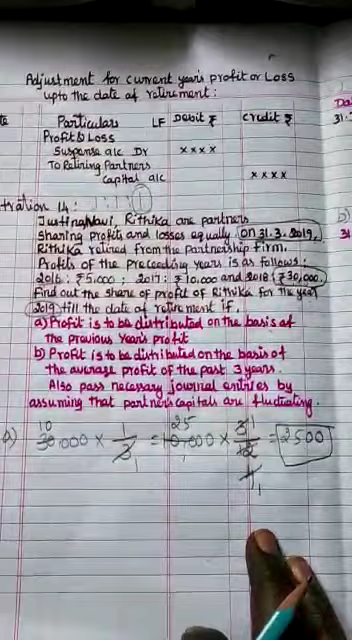 Adjustment for current year's profit or Loss
upto the date of retirement:
Particulars LF Debit ₹ Credit ₹
Profit & Loss
Suspense a/c Dr xxxx
To Retiring Partners
Capital a/c xxxx
tration 14:
Justina, Navi, Rithika are partners
sharing profits and losses equally on 31.3.2019,
Rithika retired from the partnership firm.
Profits of the preceeding years is as follows:
2016: ₹5,000; 2017: ₹10,000 and 2018 ₹30,000.
Find out the share of profit of Rithika for the year
2019 till the date of retirement if,
a) Profit is to be distributed on the basis of
the previous Year's profit
b) Profit is to be distributed on the basis of
the average profit of the past 3 years.
Also pass necessary journal entries by
assuming that partners capitals are fluctuating.
a) 30,000 × 1/3 = 10,000 × 3/12 = 2500